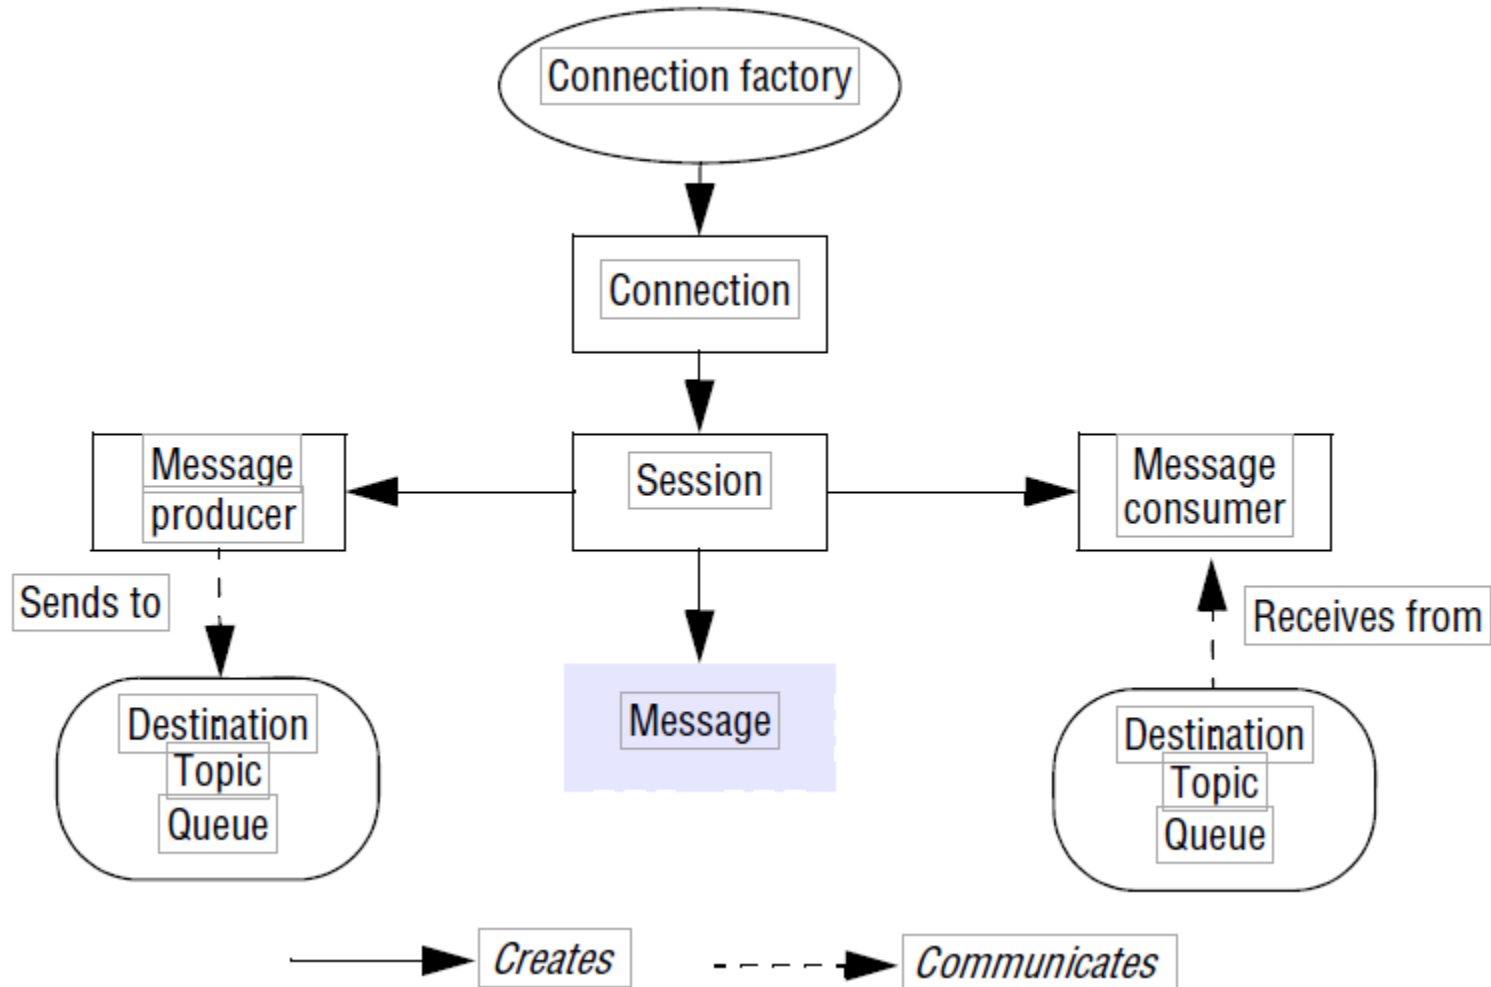 Connection factory
Connection
Message
producer
Session
Message
consumer
Sends to
Receives from
Destination
Topic
Queue
Message
Destination
Topic
Queue
Creates
Communicates